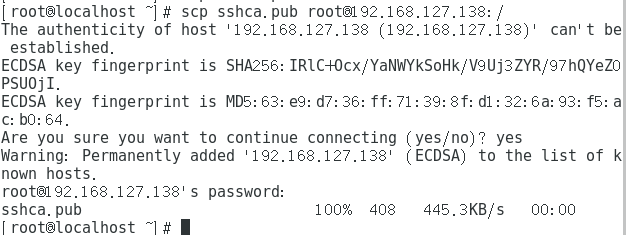 [root@localhost ~]# scp sshca.pub root@192.168.127.138:/
The authenticity of host '192.168.127.138 (192.168.127.138)' can't be
 established.
ECDSA key fingerprint is SHA256:IRlC+Ocx/YaNWYkSoHk/V9Uj3ZYR/97hQYeZO
PSUOjI.
ECDSA key fingerprint is MD5:63:e9:d7:36:ff:71:39:8f:d1:32:6a:93:f5:a
c:b0:64.
Are you sure you want to continue connecting (yes/no)? yes
Warning: Permanently added '192.168.127.138' (ECDSA) to the list of k
nown hosts.
root@192.168.127.138's password:
sshca.pub 100% 408 445.3KB/s 00:00
[root@localhost ~]#